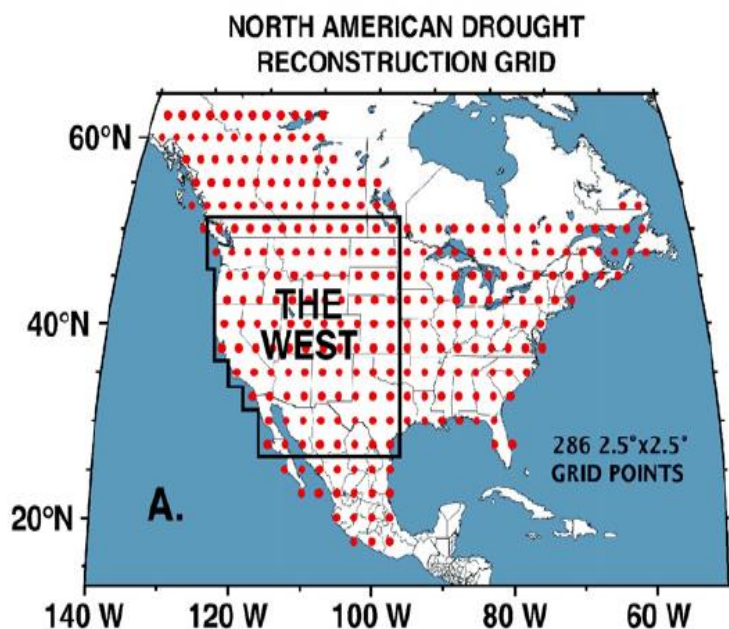 NORTH AMERICAN DROUGHT
RECONSTRUCTION GRID
60°N
40°N
20°N
THE
WEST
286 2.5°x2.5°
GRID POINTS
A.
140 W 120 W 100 W 80 W 60 W